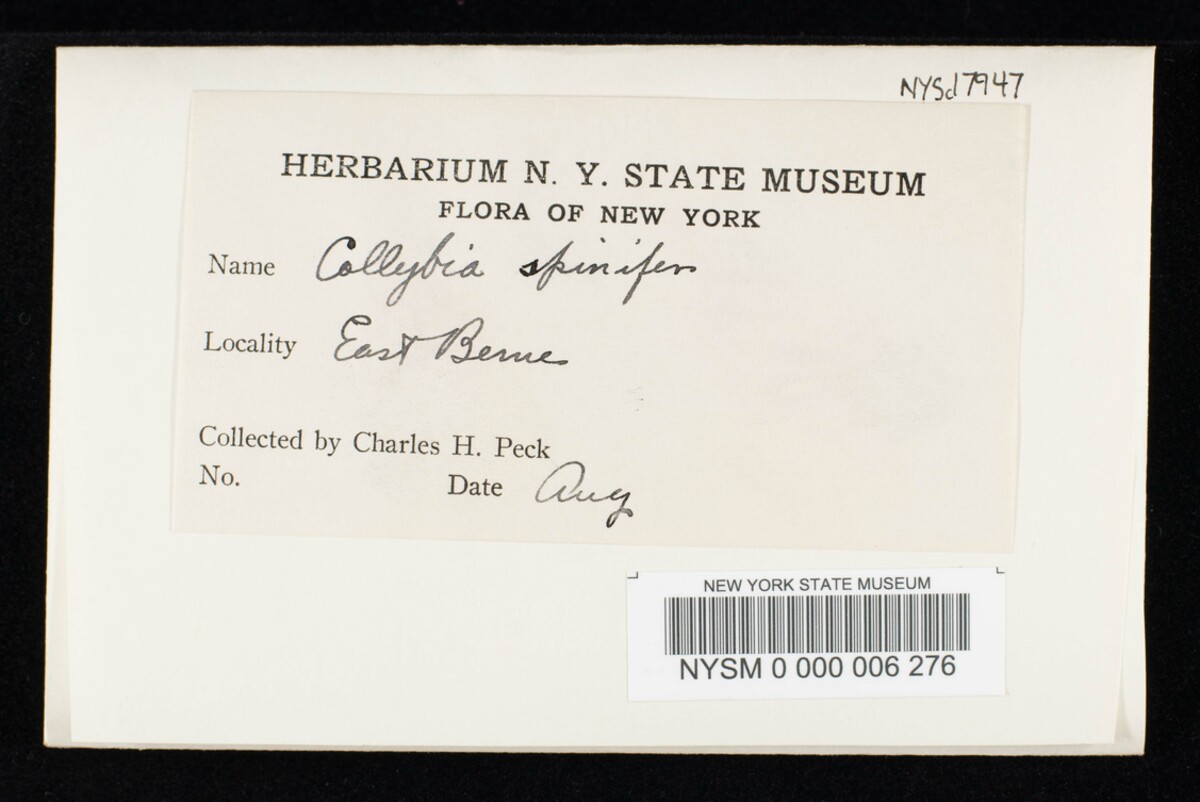 NYSd7947
HERBARIUM N. Y. STATE MUSEUM
FLORA OF NEW YORK
Name Collybia spinifera
Locality East Berne
Collected by Charles H. Peck
No. Date Aug
NEW YORK STATE MUSEUM
NYSM 0 000 006 276